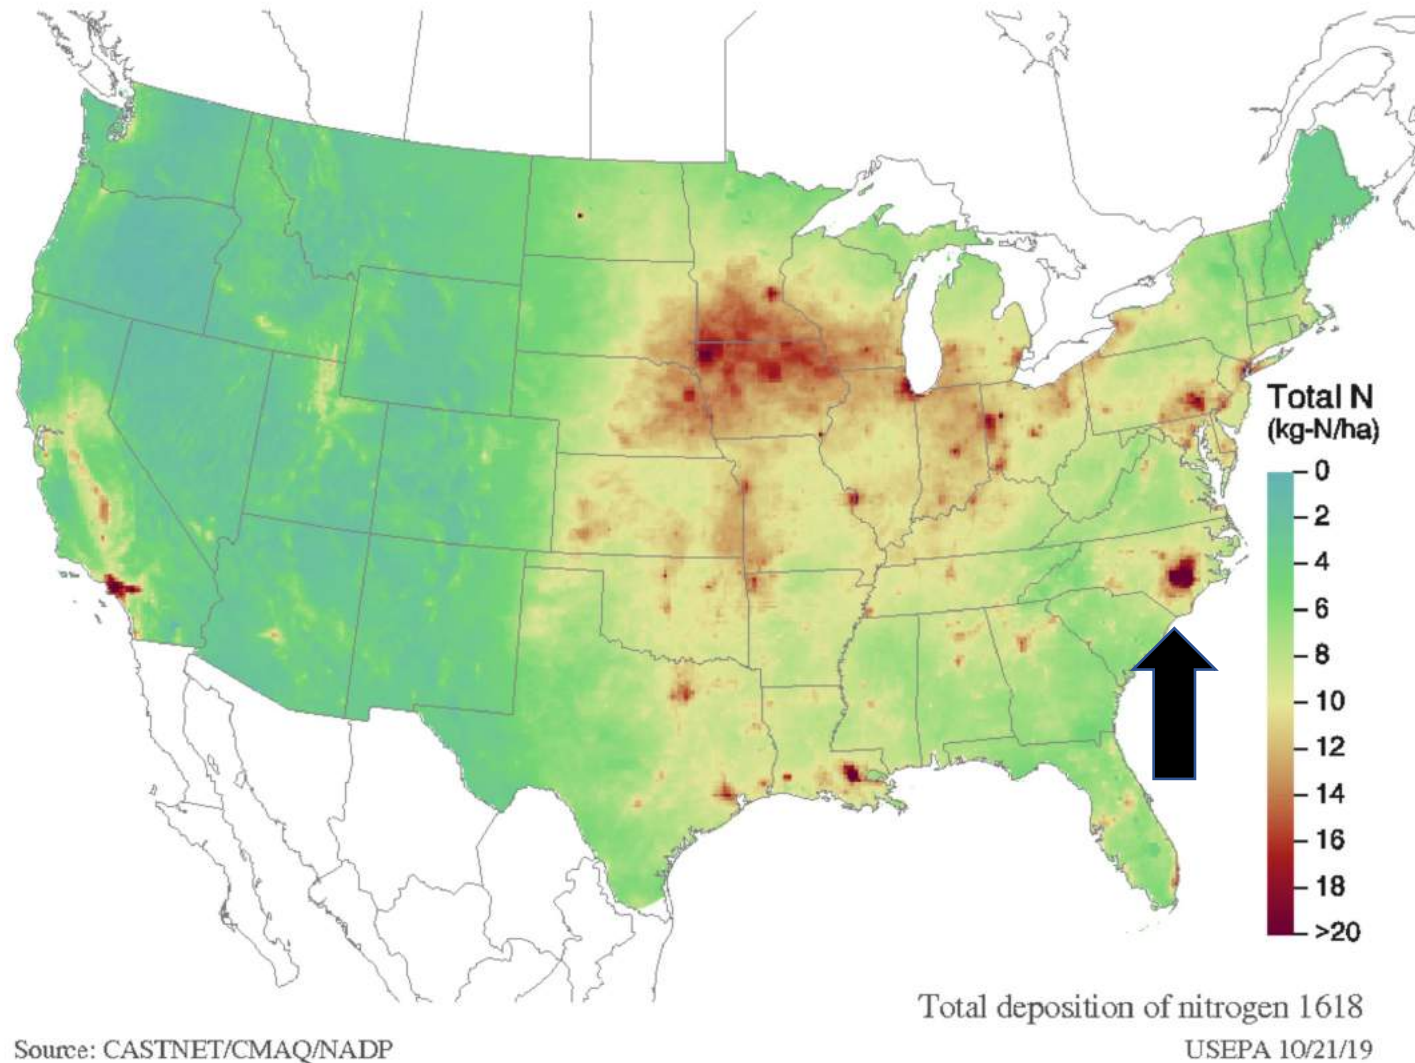 Total N
(kg-N/ha)
0
2
4
6
8
10
12
14
16
18
>20
Total deposition of nitrogen 1618
Source: CASTNET/CMAQ/NADP
USEPA 10/21/19